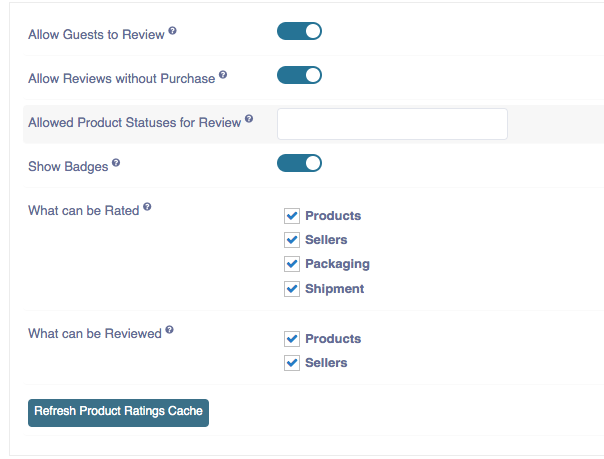 Allow Guests to Review ?
Allow Reviews without Purchase ?
Allowed Product Statuses for Review ?
Show Badges ?
What can be Rated ?
Products
Sellers
Packaging
Shipment
What can be Reviewed ?
Products
Sellers
Refresh Product Ratings Cache